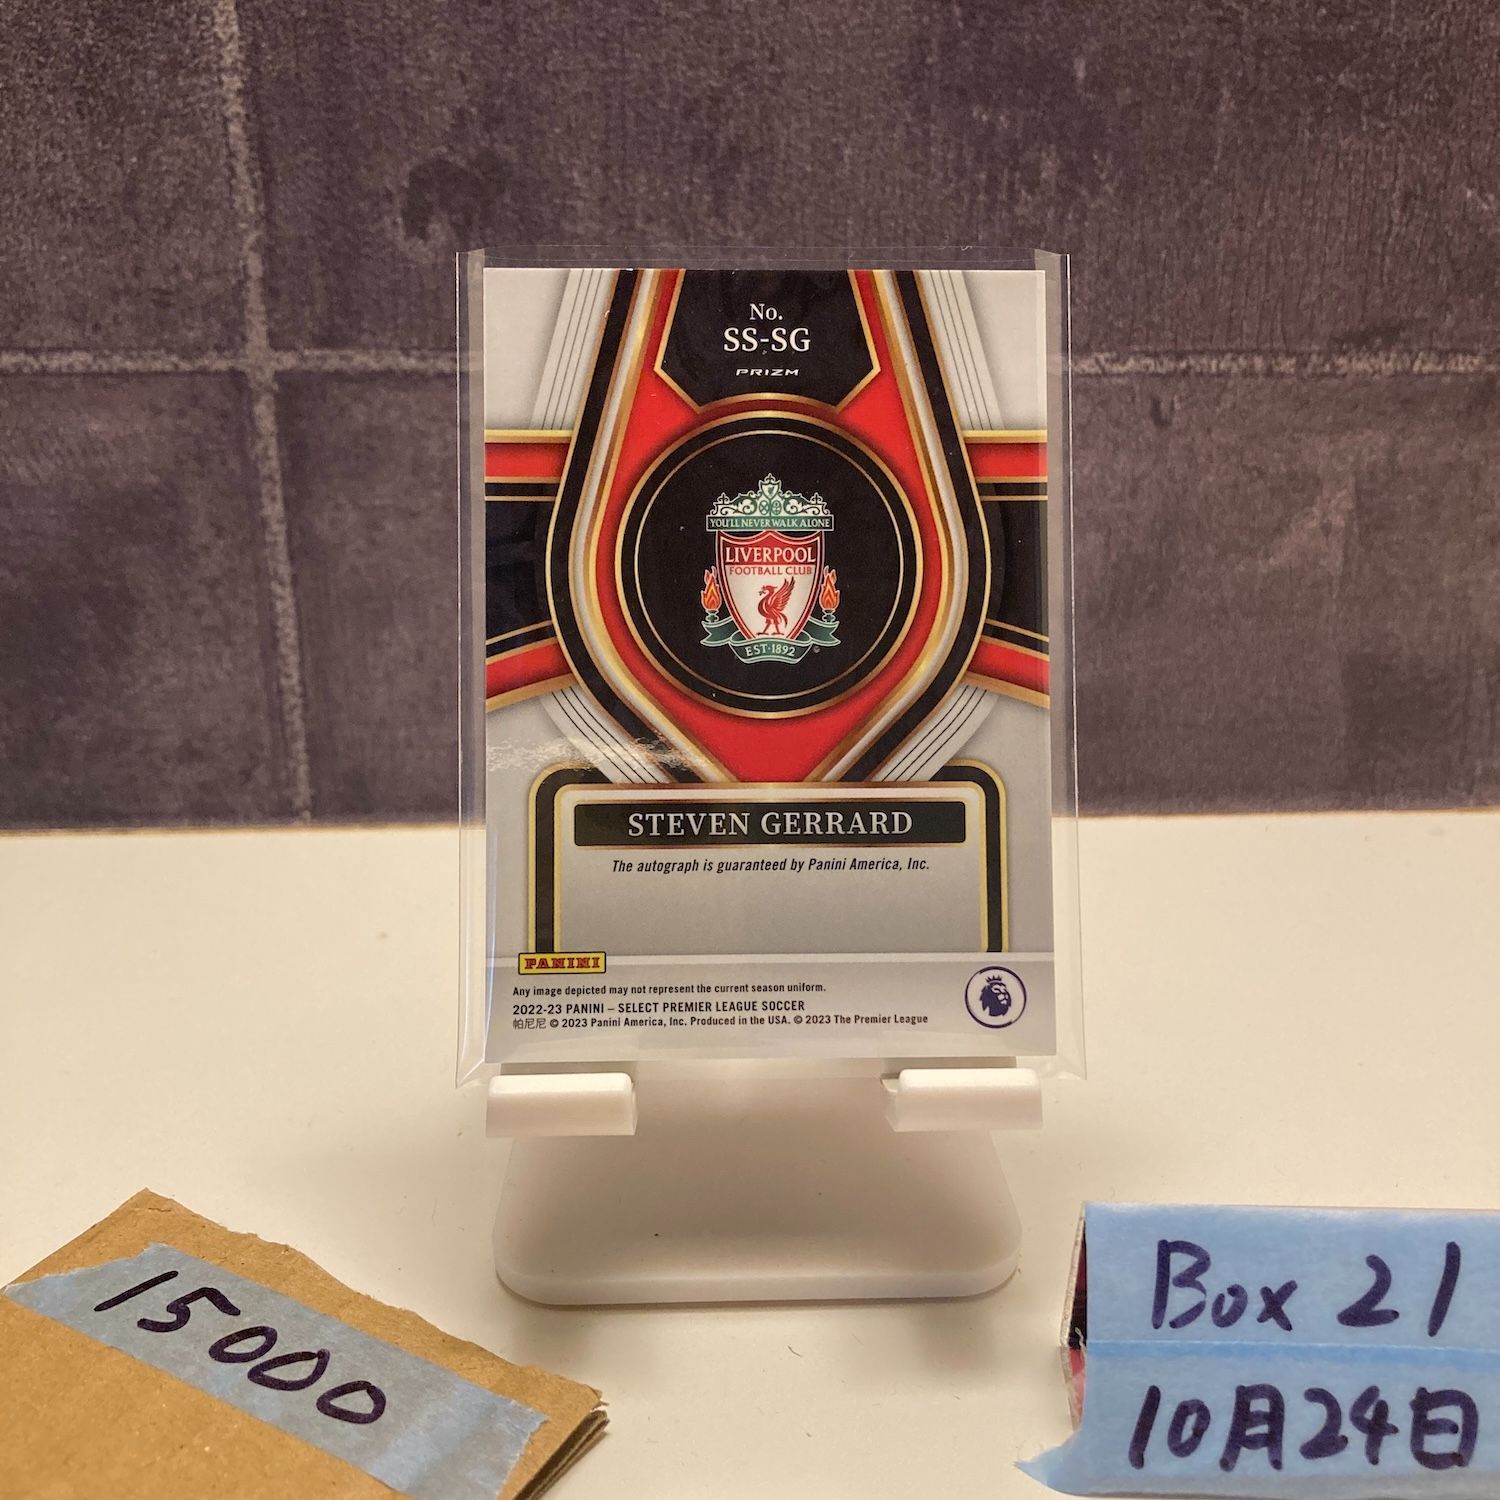 No.
SS-SG
PRIZM
YOU'LL NEVER WALK ALONE
LIVERPOOL
FOOTBALL CLUB
EST·1892
STEVEN GERRARD
The autograph is guaranteed by Panini America, Inc.
PANINI
Any image depicted may not represent the current season uniform.
2022-23 PANINI – SELECT PREMIER LEAGUE SOCCER
帕尼尼 © 2023 Panini America, Inc. Produced in the USA. © 2023 The Premier League
15000
Box 21
10月24日